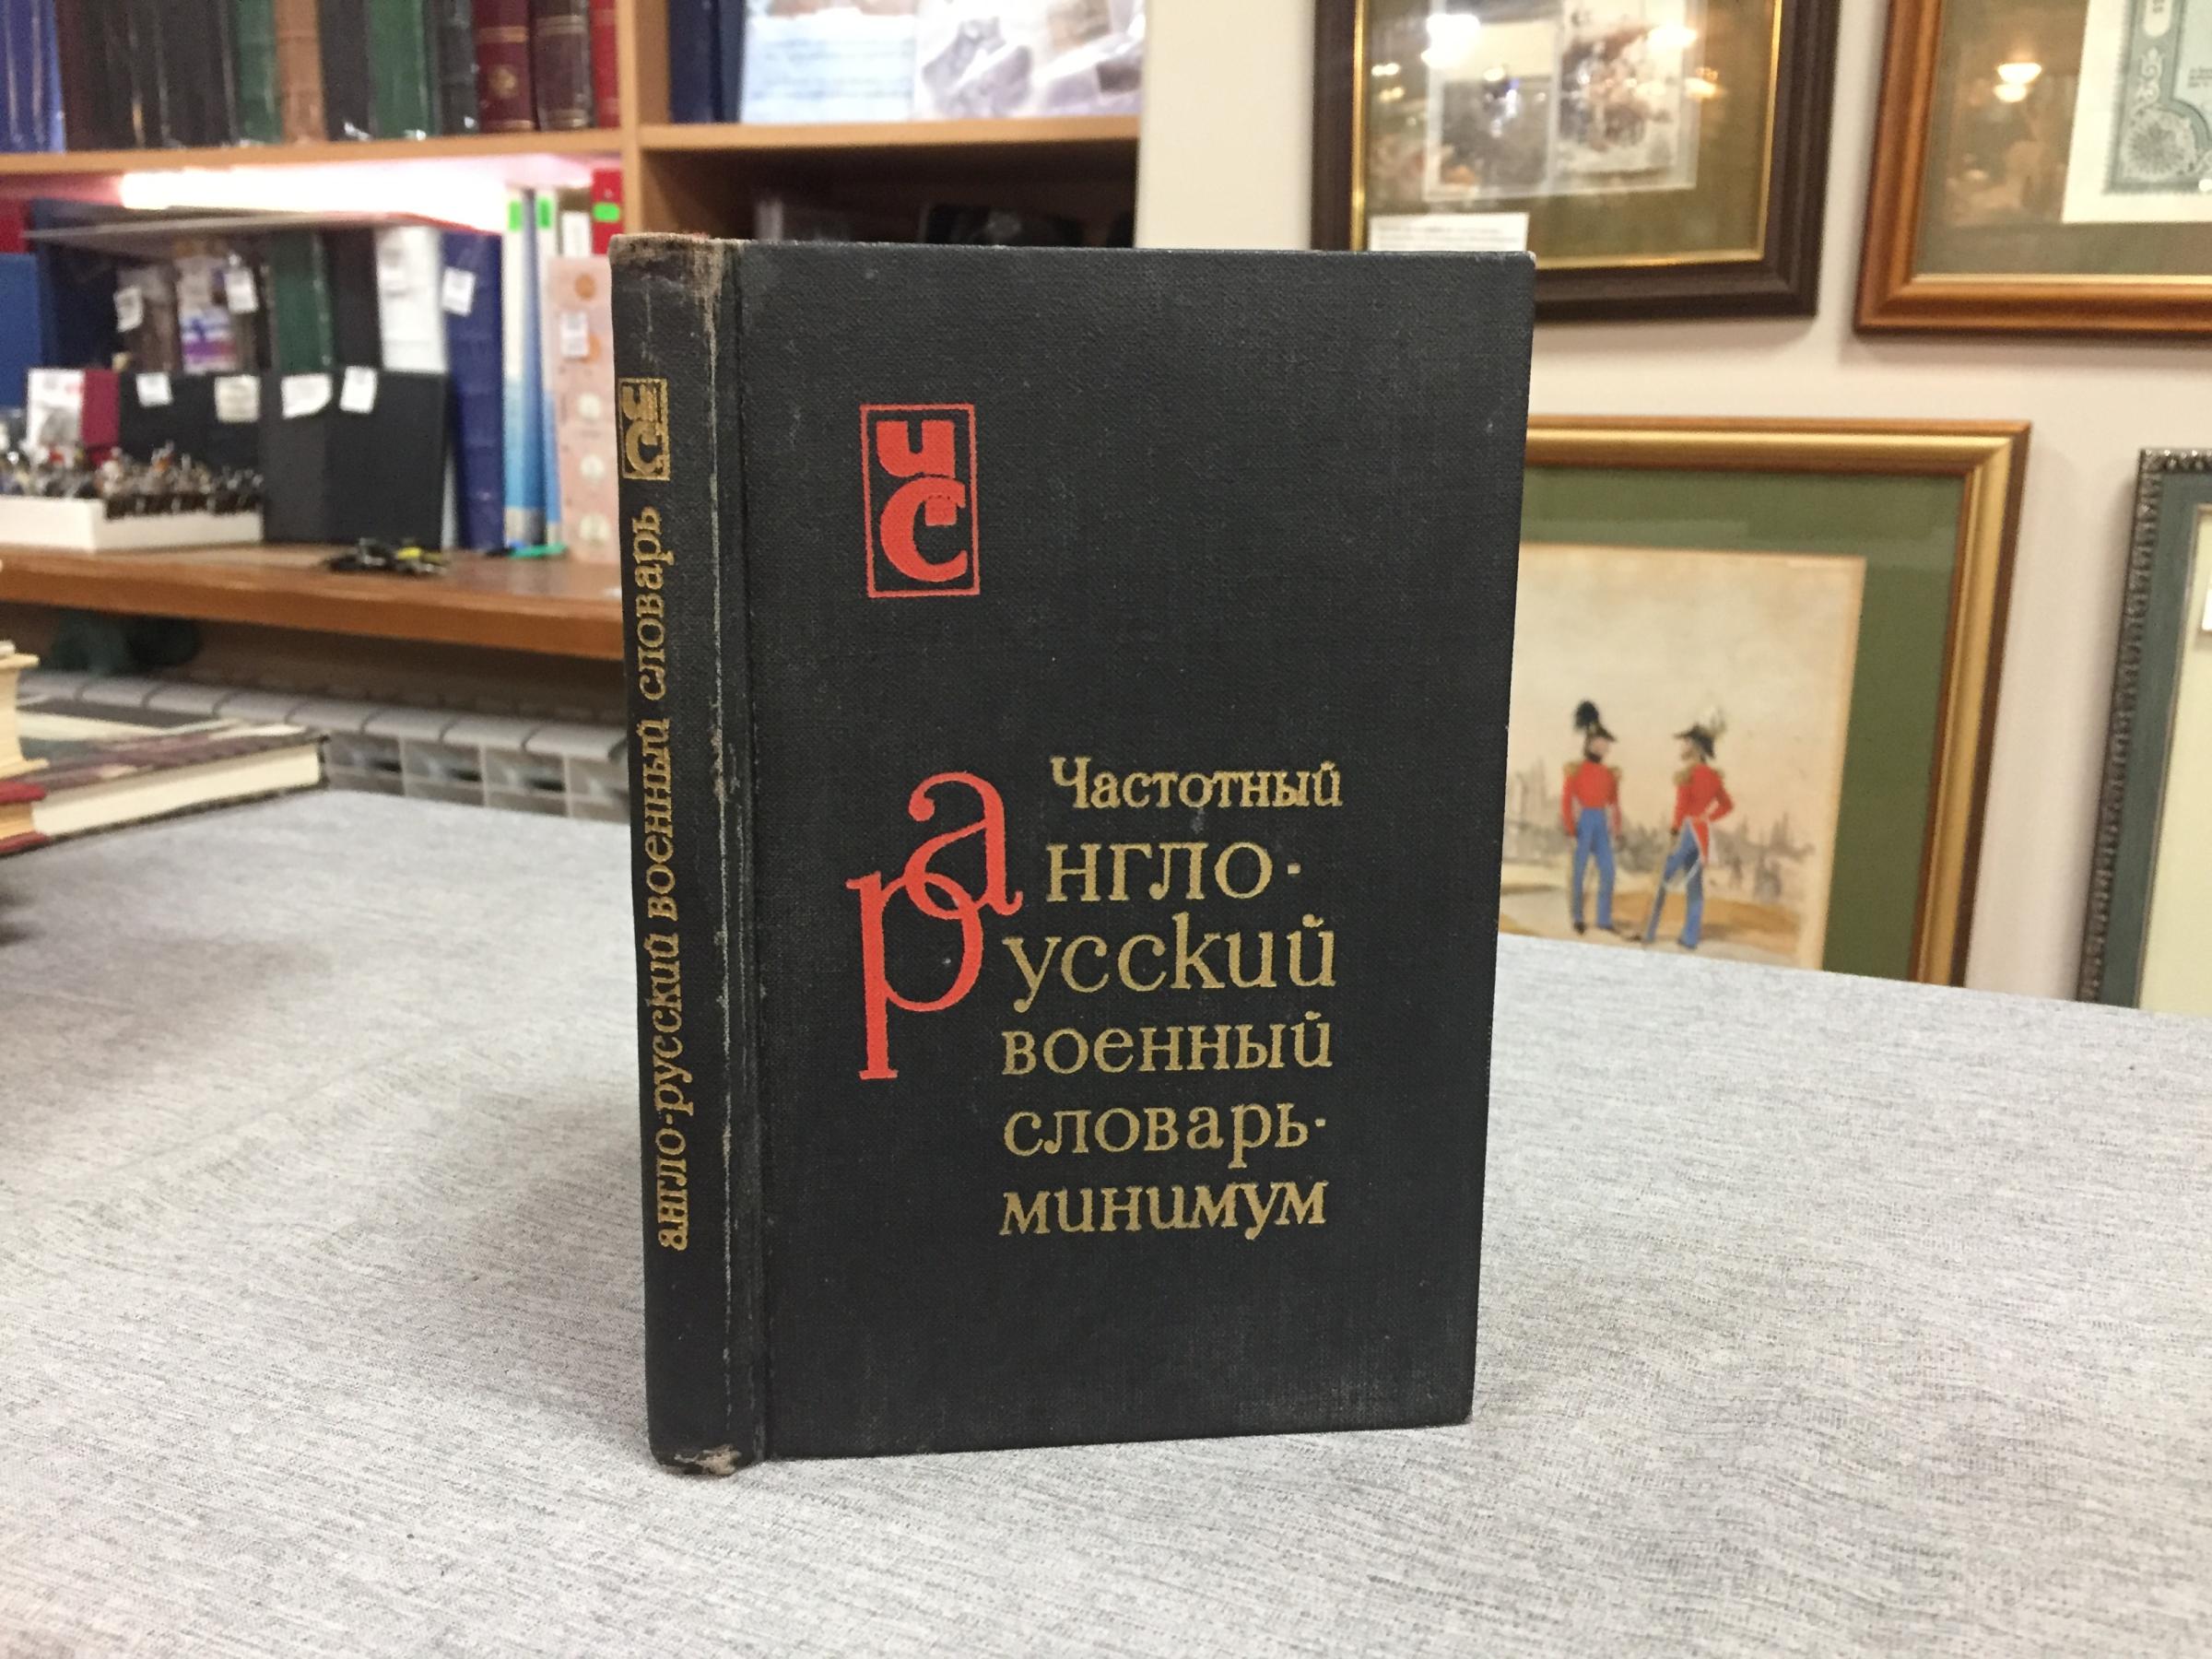 чс
англо-русский военный словарь
чс
Частотный
англо-
русский
военный
словарь-
минимум